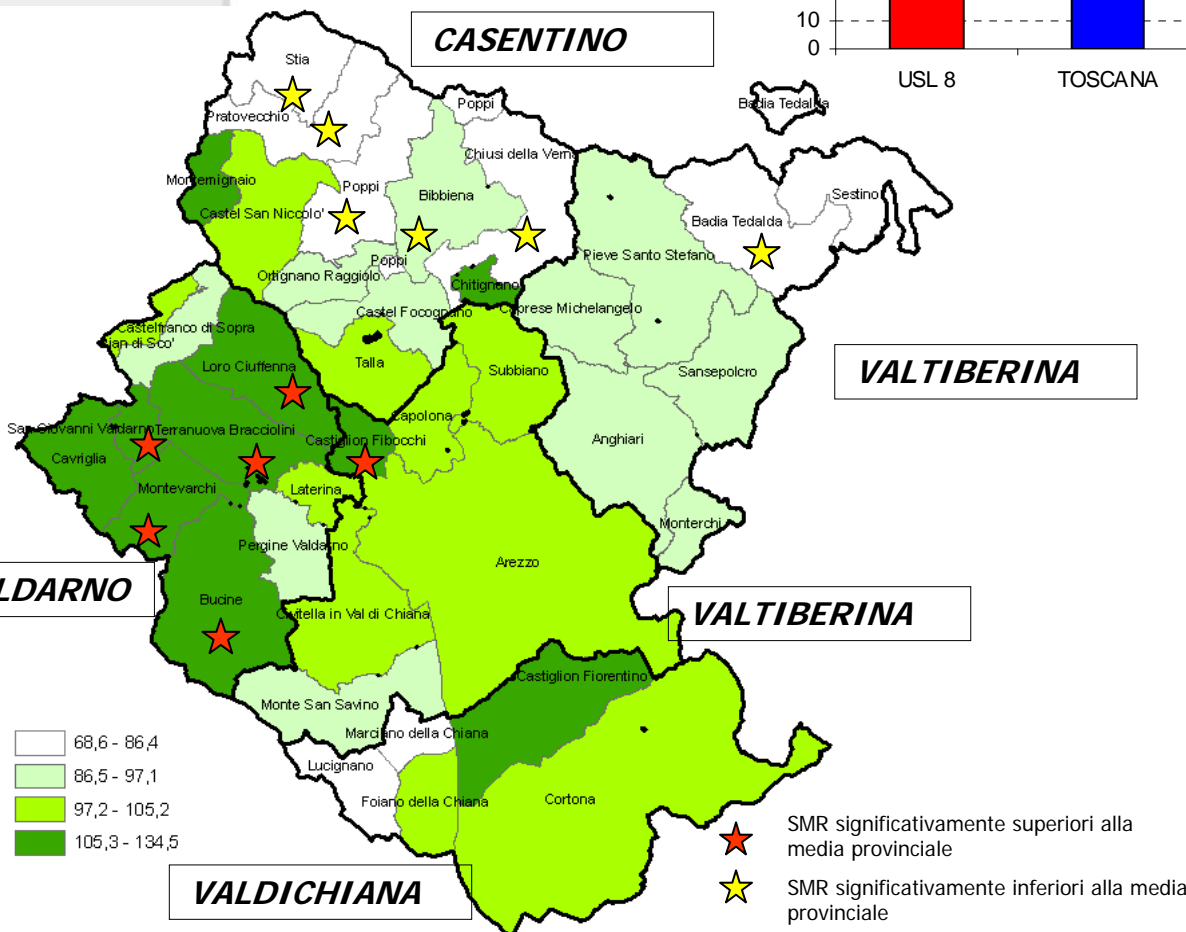 CASENTINO
10
0
USL 8
TOSCANA
Stia
Poppi
Badia Tedalda
Pratovecchio
Chiusi della Verna
Montemignaio
Poppi
Bibbiena
Sestino
Castel San Niccolo'
Badia Tedalda
Pieve Santo Stefano
Poppi
Ortignano Raggiolo
Chitignano
Castel Focognano
Caprese Michelangelo
Castelfranco di Sopra
Pian di Sco'
Talla
Loro Ciuffenna
Subbiano
Sansepolcro
VALTIBERINA
Capolona
San Giovanni Valdarno
Terranuova Bracciolini
Castiglion Fibocchi
Anghiari
Cavriglia
Montevarchi
Laterina
Monterchi
Pergine Valdarno
Arezzo
LDARNO
Bucine
Civitella in Val di Chiana
VALTIBERINA
Castiglion Fiorentino
Monte San Savino
Marciano della Chiana
68,6 - 86,4
86,5 - 97,1
97,2 - 105,2
105,3 - 134,5
Lucignano
Foiano della Chiana
Cortona
SMR significativamente superiori alla
media provinciale
VALDICHIANA
SMR significativamente inferiori alla media
provinciale